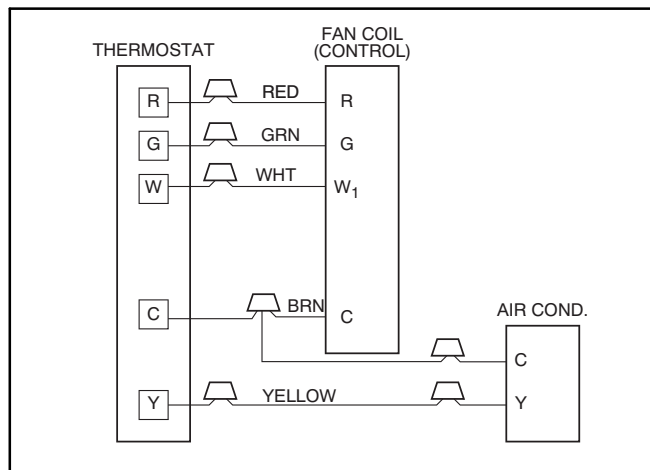 FAN COIL
(CONTROL)
THERMOSTAT
R RED R
G GRN G
W WHT W1
C BRN C
AIR COND.
C
Y YELLOW Y